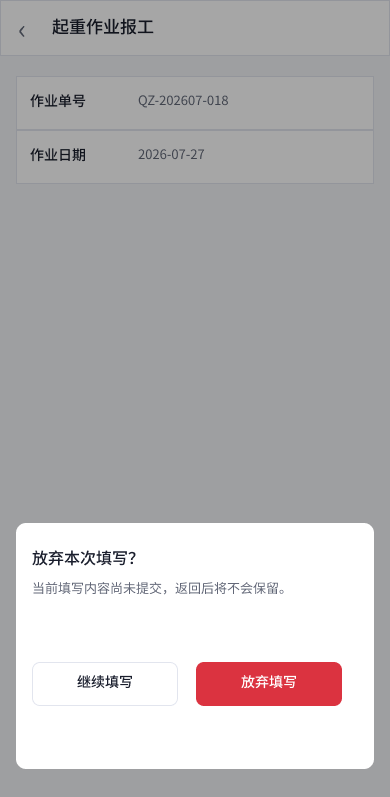 起重作业报工
作业单号 QZ-202607-018
作业日期 2026-07-27
放弃本次填写？
当前填写内容尚未提交，返回后将不会保留。
继续填写 放弃填写